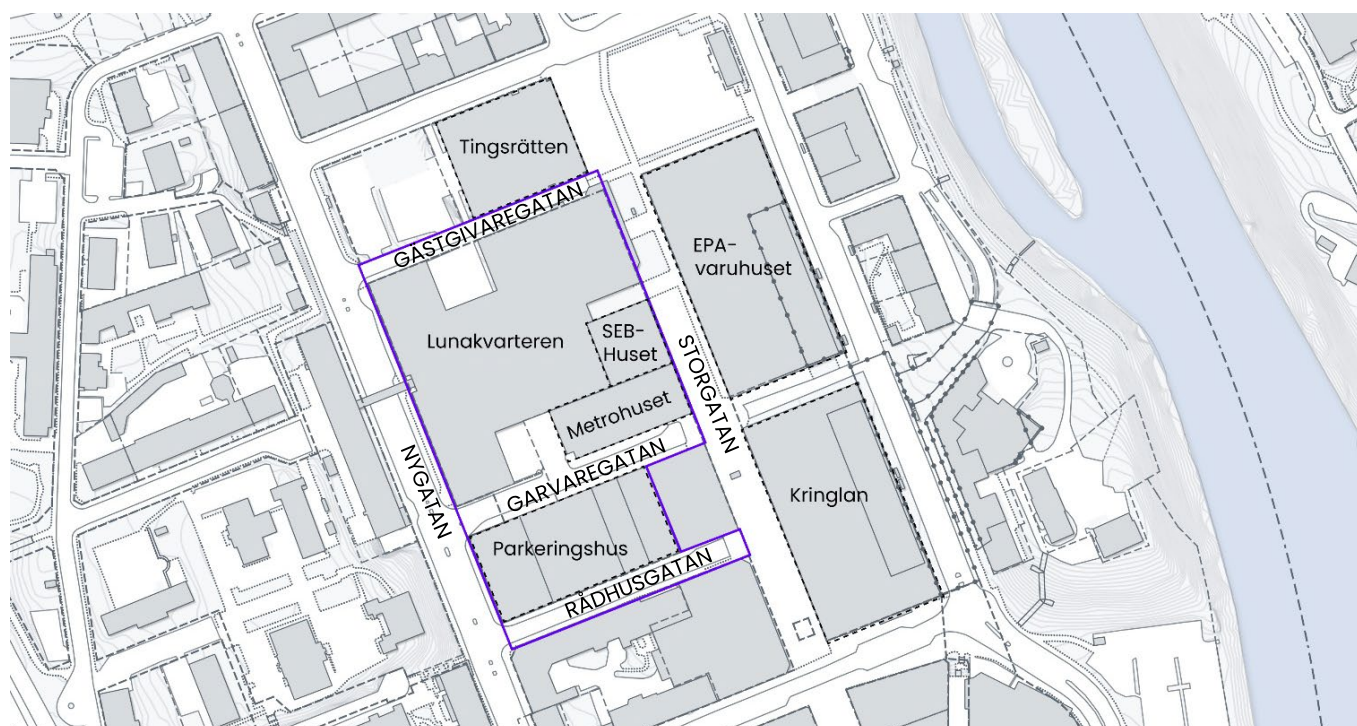 Tingsrätten
GÄSTGIVAREGATAN
EPA-
varuhuset
Lunakvarteren
SEB-
Huset
STORGATAN
Metrohuset
NYGATAN
GARVAREGATAN
Kringlan
Parkeringshus
RÅDHUSGATAN